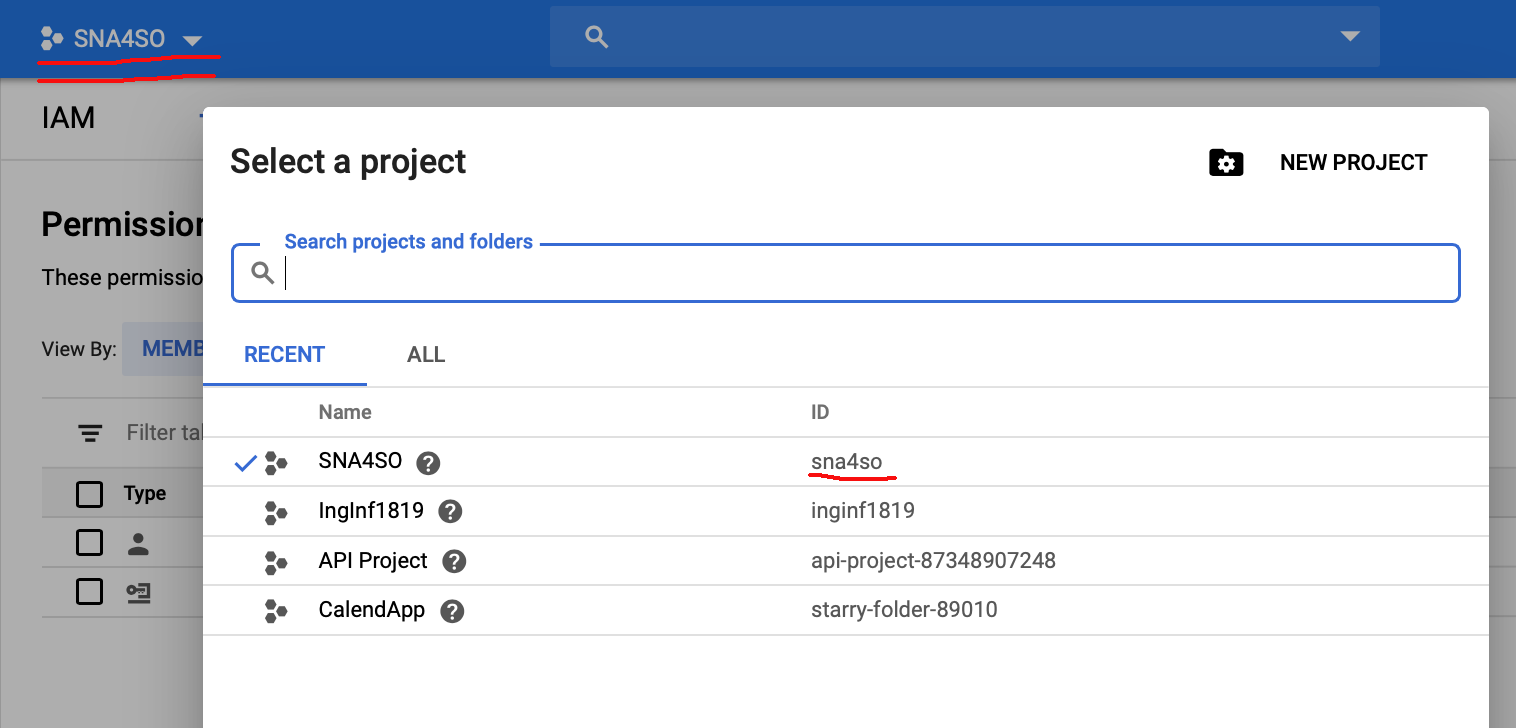 SNA4SO
IAM
Select a project
NEW PROJECT
Permission
These permissio
Search projects and folders
View By: MEMB
RECENT ALL
Name ID
Filter tal
SNA4SO sna4so
Type
IngInf1819 inginf1819
API Project api-project-87348907248
CalendApp starry-folder-89010